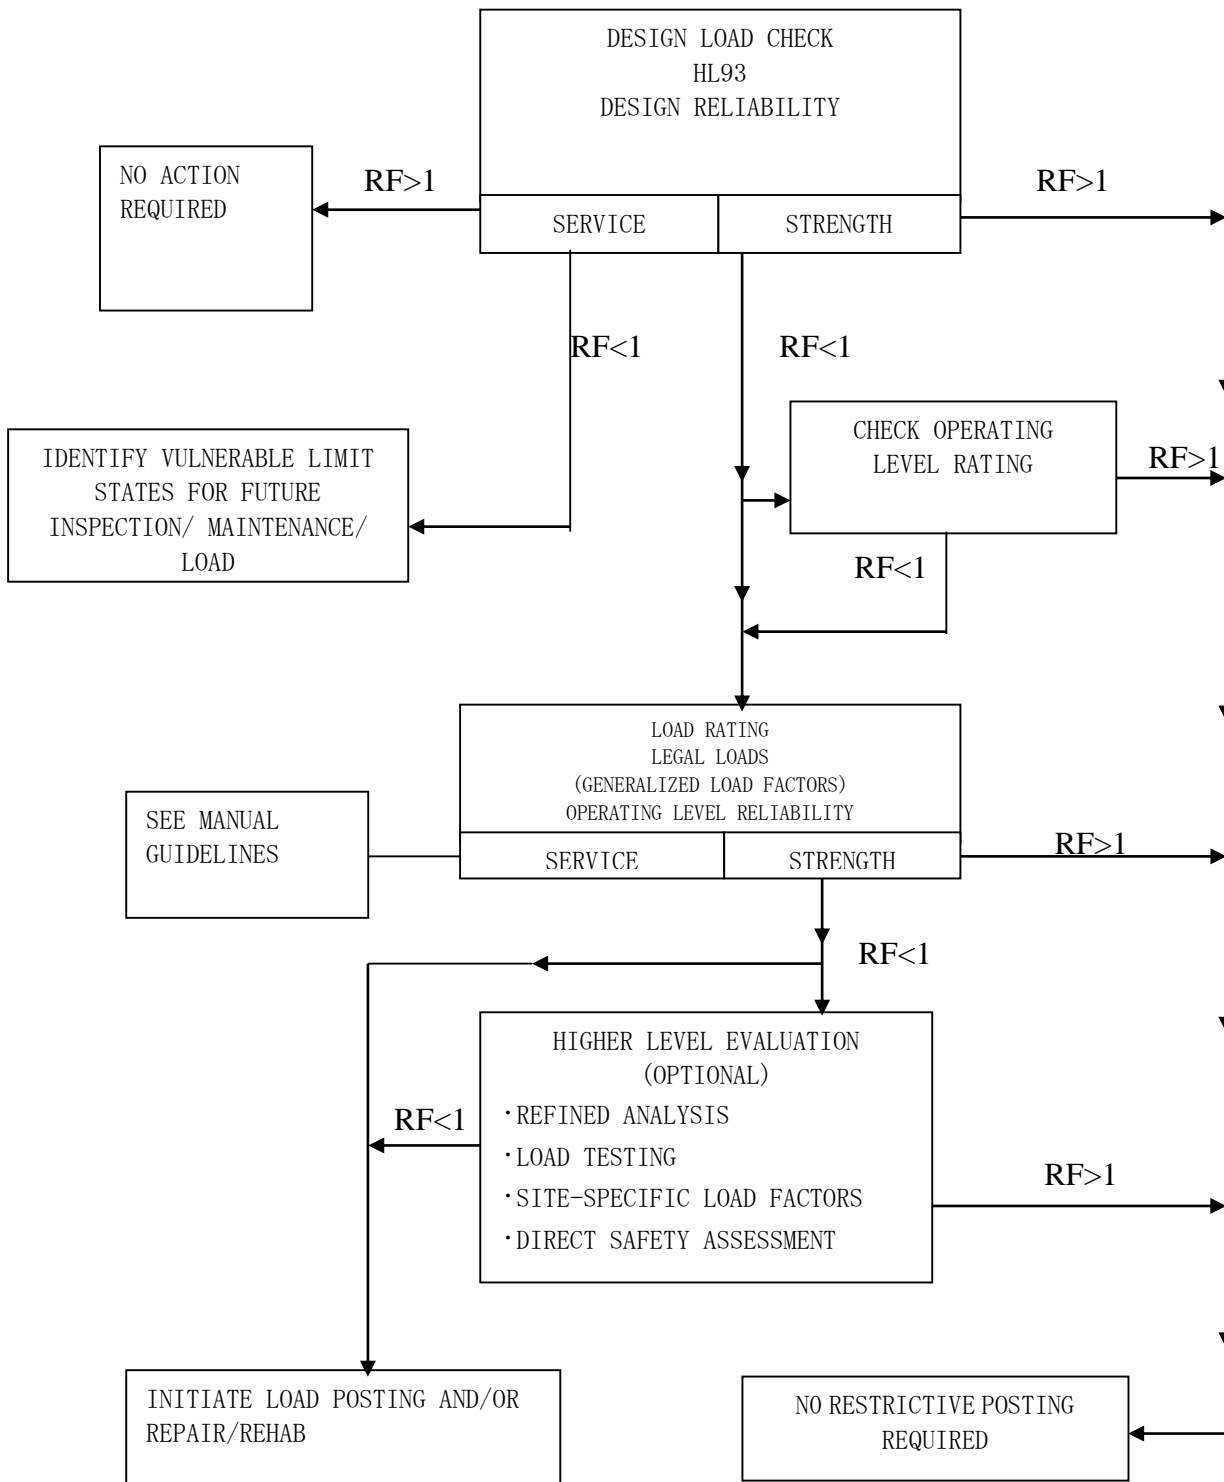 DESIGN LOAD CHECK
HL93
DESIGN RELIABILITY
NO ACTION
REQUIRED
RF>1
RF>1
SERVICE
STRENGTH
RF<1
RF<1
CHECK OPERATING
LEVEL RATING
RF>1
IDENTIFY VULNERABLE LIMIT
STATES FOR FUTURE
INSPECTION/ MAINTENANCE/
LOAD
RF<1
LOAD RATING
LEGAL LOADS
(GENERALIZED LOAD FACTORS)
OPERATING LEVEL RELIABILITY
SEE MANUAL
GUIDELINES
SERVICE
STRENGTH
RF>1
RF<1
HIGHER LEVEL EVALUATION
(OPTIONAL)
·REFINED ANALYSIS
·LOAD TESTING
·SITE-SPECIFIC LOAD FACTORS
·DIRECT SAFETY ASSESSMENT
RF<1
RF>1
INITIATE LOAD POSTING AND/OR
REPAIR/REHAB
NO RESTRICTIVE POSTING
REQUIRED